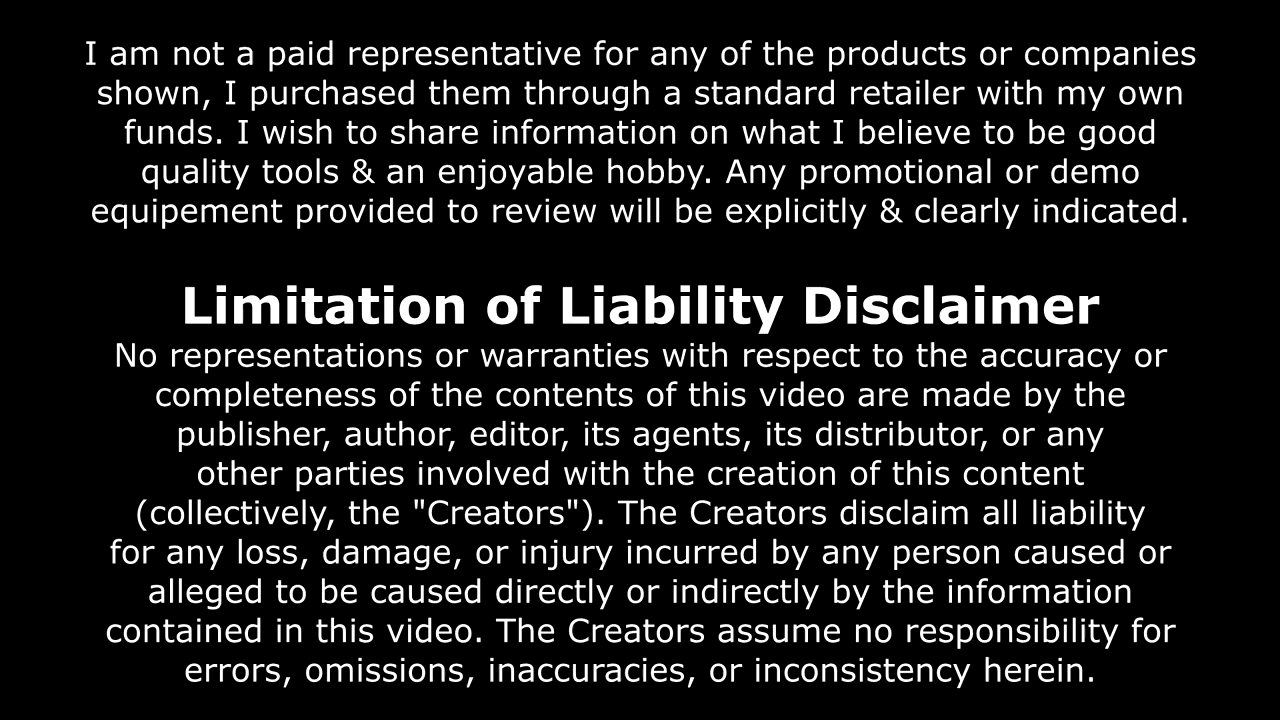 I am not a paid representative for any of the products or companies
shown, I purchased them through a standard retailer with my own
funds. I wish to share information on what I believe to be good
quality tools & an enjoyable hobby. Any promotional or demo
equipement provided to review will be explicitly & clearly indicated.
Limitation of Liability Disclaimer
No representations or warranties with respect to the accuracy or
completeness of the contents of this video are made by the
publisher, author, editor, its agents, its distributor, or any
other parties involved with the creation of this content
(collectively, the "Creators"). The Creators disclaim all liability
for any loss, damage, or injury incurred by any person caused or
alleged to be caused directly or indirectly by the information
contained in this video. The Creators assume no responsibility for
errors, omissions, inaccuracies, or inconsistency herein.